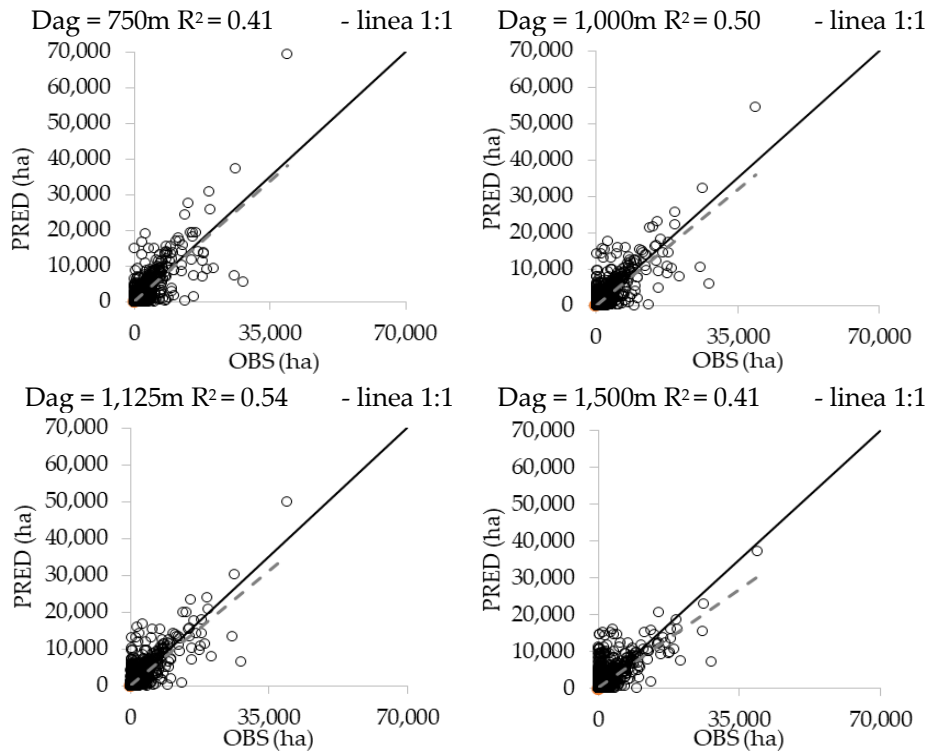 Dag = 750m R² = 0.41 - linea 1:1
70,000
60,000
50,000
40,000
30,000
20,000
10,000
0
PRED (ha)
0 35,000 70,000
OBS (ha)
Dag = 1,000m R² = 0.50 - linea 1:1
70,000
60,000
50,000
40,000
30,000
20,000
10,000
0
PRED (ha)
0 35,000 70,000
OBS (ha)
Dag = 1,125m R² = 0.54 - linea 1:1
70,000
60,000
50,000
40,000
30,000
20,000
10,000
0
PRED (ha)
0 35,000 70,000
OBS (ha)
Dag = 1,500m R² = 0.41 - linea 1:1
70,000
60,000
50,000
40,000
30,000
20,000
10,000
0
PRED (ha)
0 35,000 70,000
OBS (ha)